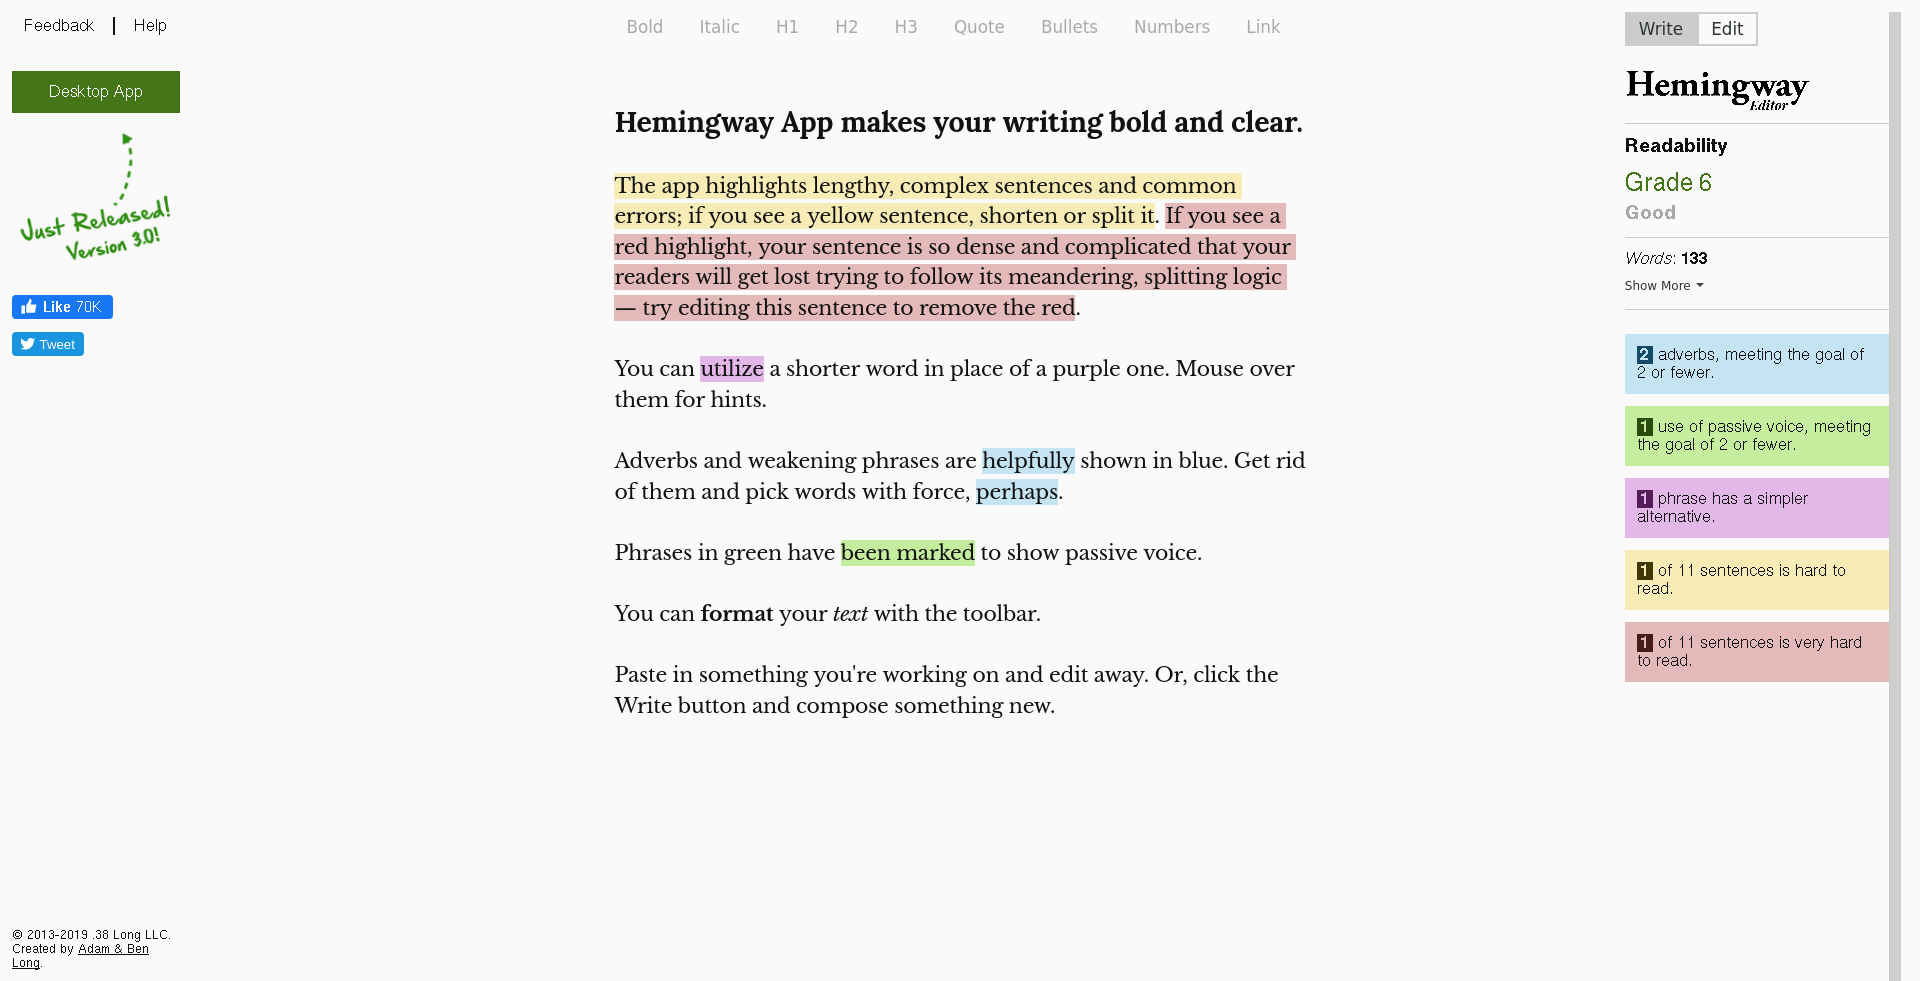 Feedback | Help
Bold Italic H1 H2 H3 Quote Bullets Numbers Link
Write Edit
Desktop App
Just Released!
Version 3.0!
Like 70K
Tweet
Hemingway App makes your writing bold and clear.
The app highlights lengthy, complex sentences and common
errors; if you see a yellow sentence, shorten or split it. If you see a
red highlight, your sentence is so dense and complicated that your
readers will get lost trying to follow its meandering, splitting logic
— try editing this sentence to remove the red.
You can utilize a shorter word in place of a purple one. Mouse over
them for hints.
Adverbs and weakening phrases are helpfully shown in blue. Get rid
of them and pick words with force, perhaps.
Phrases in green have been marked to show passive voice.
You can format your text with the toolbar.
Paste in something you're working on and edit away. Or, click the
Write button and compose something new.
Hemingway
Editor
Readability
Grade 6
Good
Words: 133
Show More
2 adverbs, meeting the goal of
2 or fewer.
1 use of passive voice, meeting
the goal of 2 or fewer.
1 phrase has a simpler
alternative.
1 of 11 sentences is hard to
read.
1 of 11 sentences is very hard
to read.
© 2013-2019 .38 Long LLC.
Created by Adam & Ben
Long.